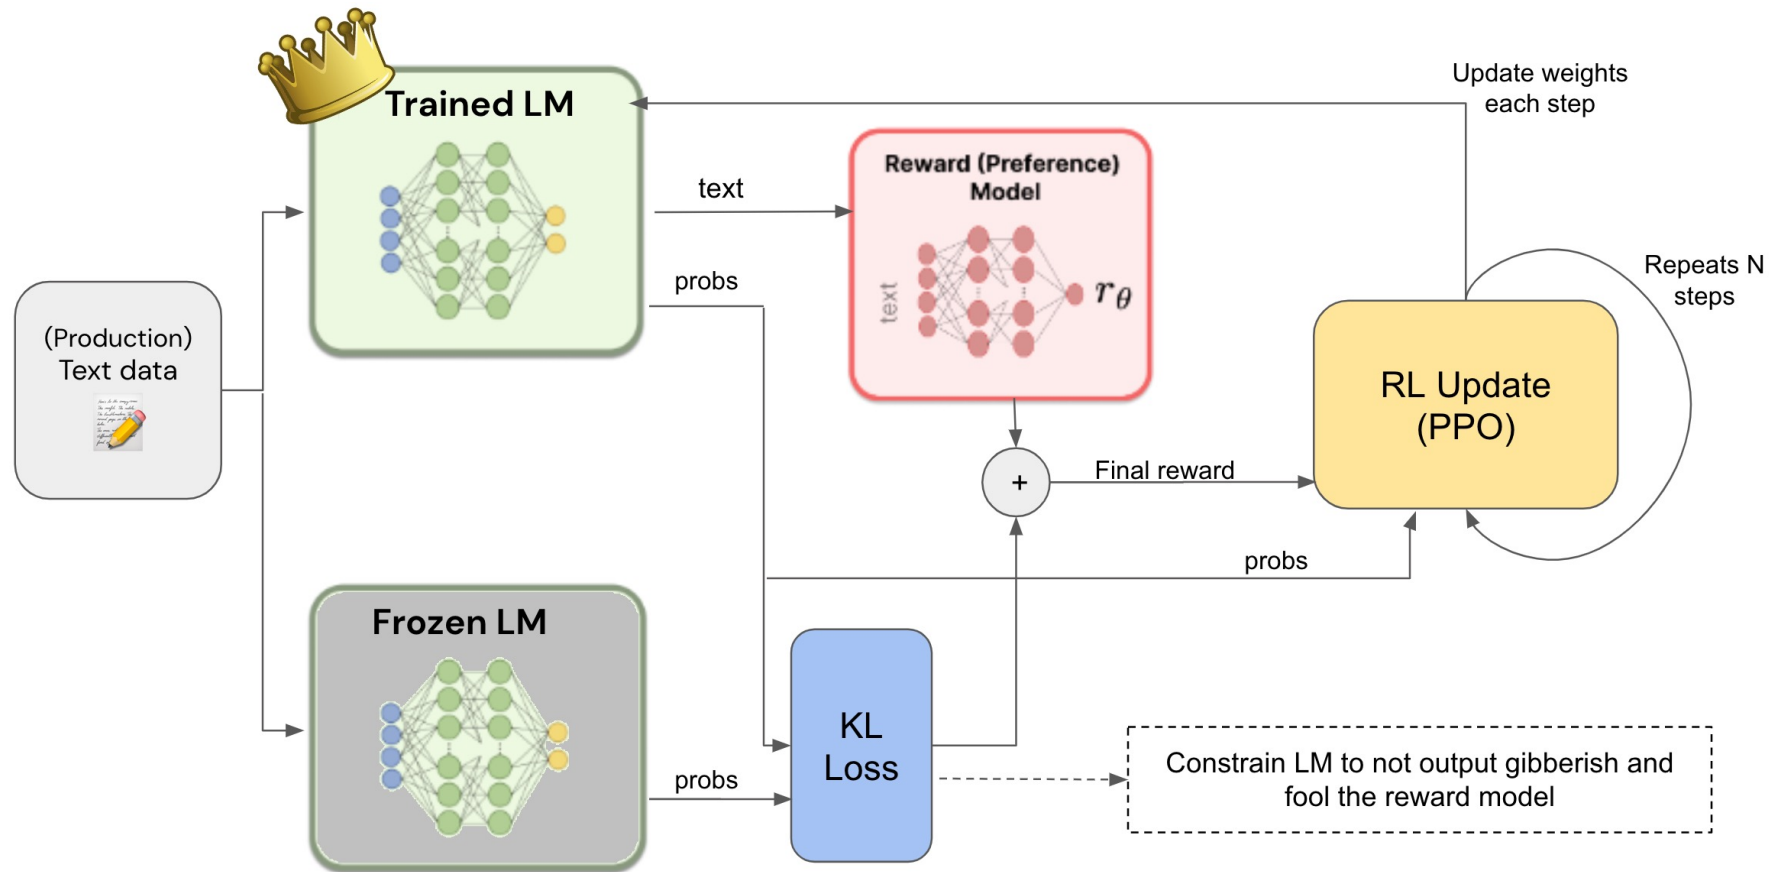 Trained LM
Update weights
each step
Reward (Preference)
Model
text
text
rθ
probs
(Production)
Text data
Repeats N
steps
RL Update
(PPO)
+
Final reward
probs
Frozen LM
KL
Loss
probs
Constrain LM to not output gibberish and
fool the reward model